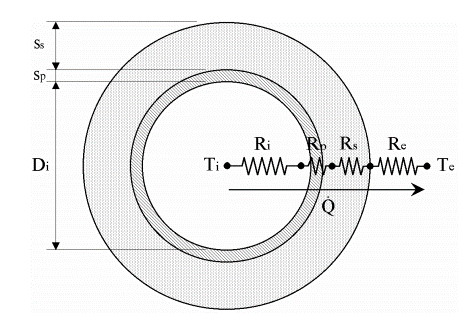 Ss
Sp
Di
Ri Rp Rs Re
Ti Te
Q̇